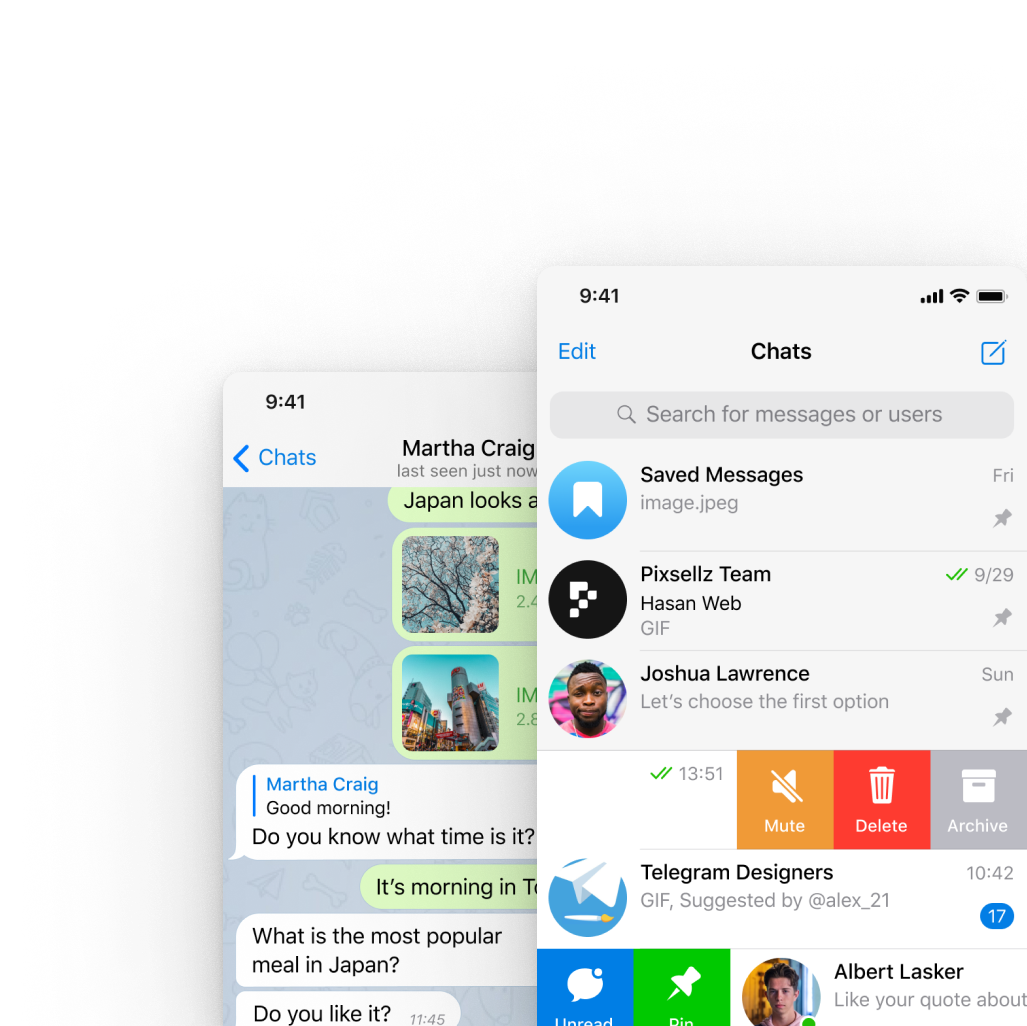 9:41
Edit
Chats
Search for messages or users
Saved Messages
Fri
image.jpeg
Pixsellz Team
9/29
Hasan Web
GIF
Joshua Lawrence
Sun
Let's choose the first option
13:51
Mute
Delete
Archive
Telegram Designers
10:42
GIF, Suggested by @alex_21
17
Unread
Pin
Albert Lasker
Like your quote about
9:41
Chats
Martha Craig
last seen just now
Japan looks
IM
2.4
IM
2.8
Martha Craig
Good morning!
Do you know what time is it?
It's morning in
What is the most popular
meal in Japan?
Do you like it?
11:45